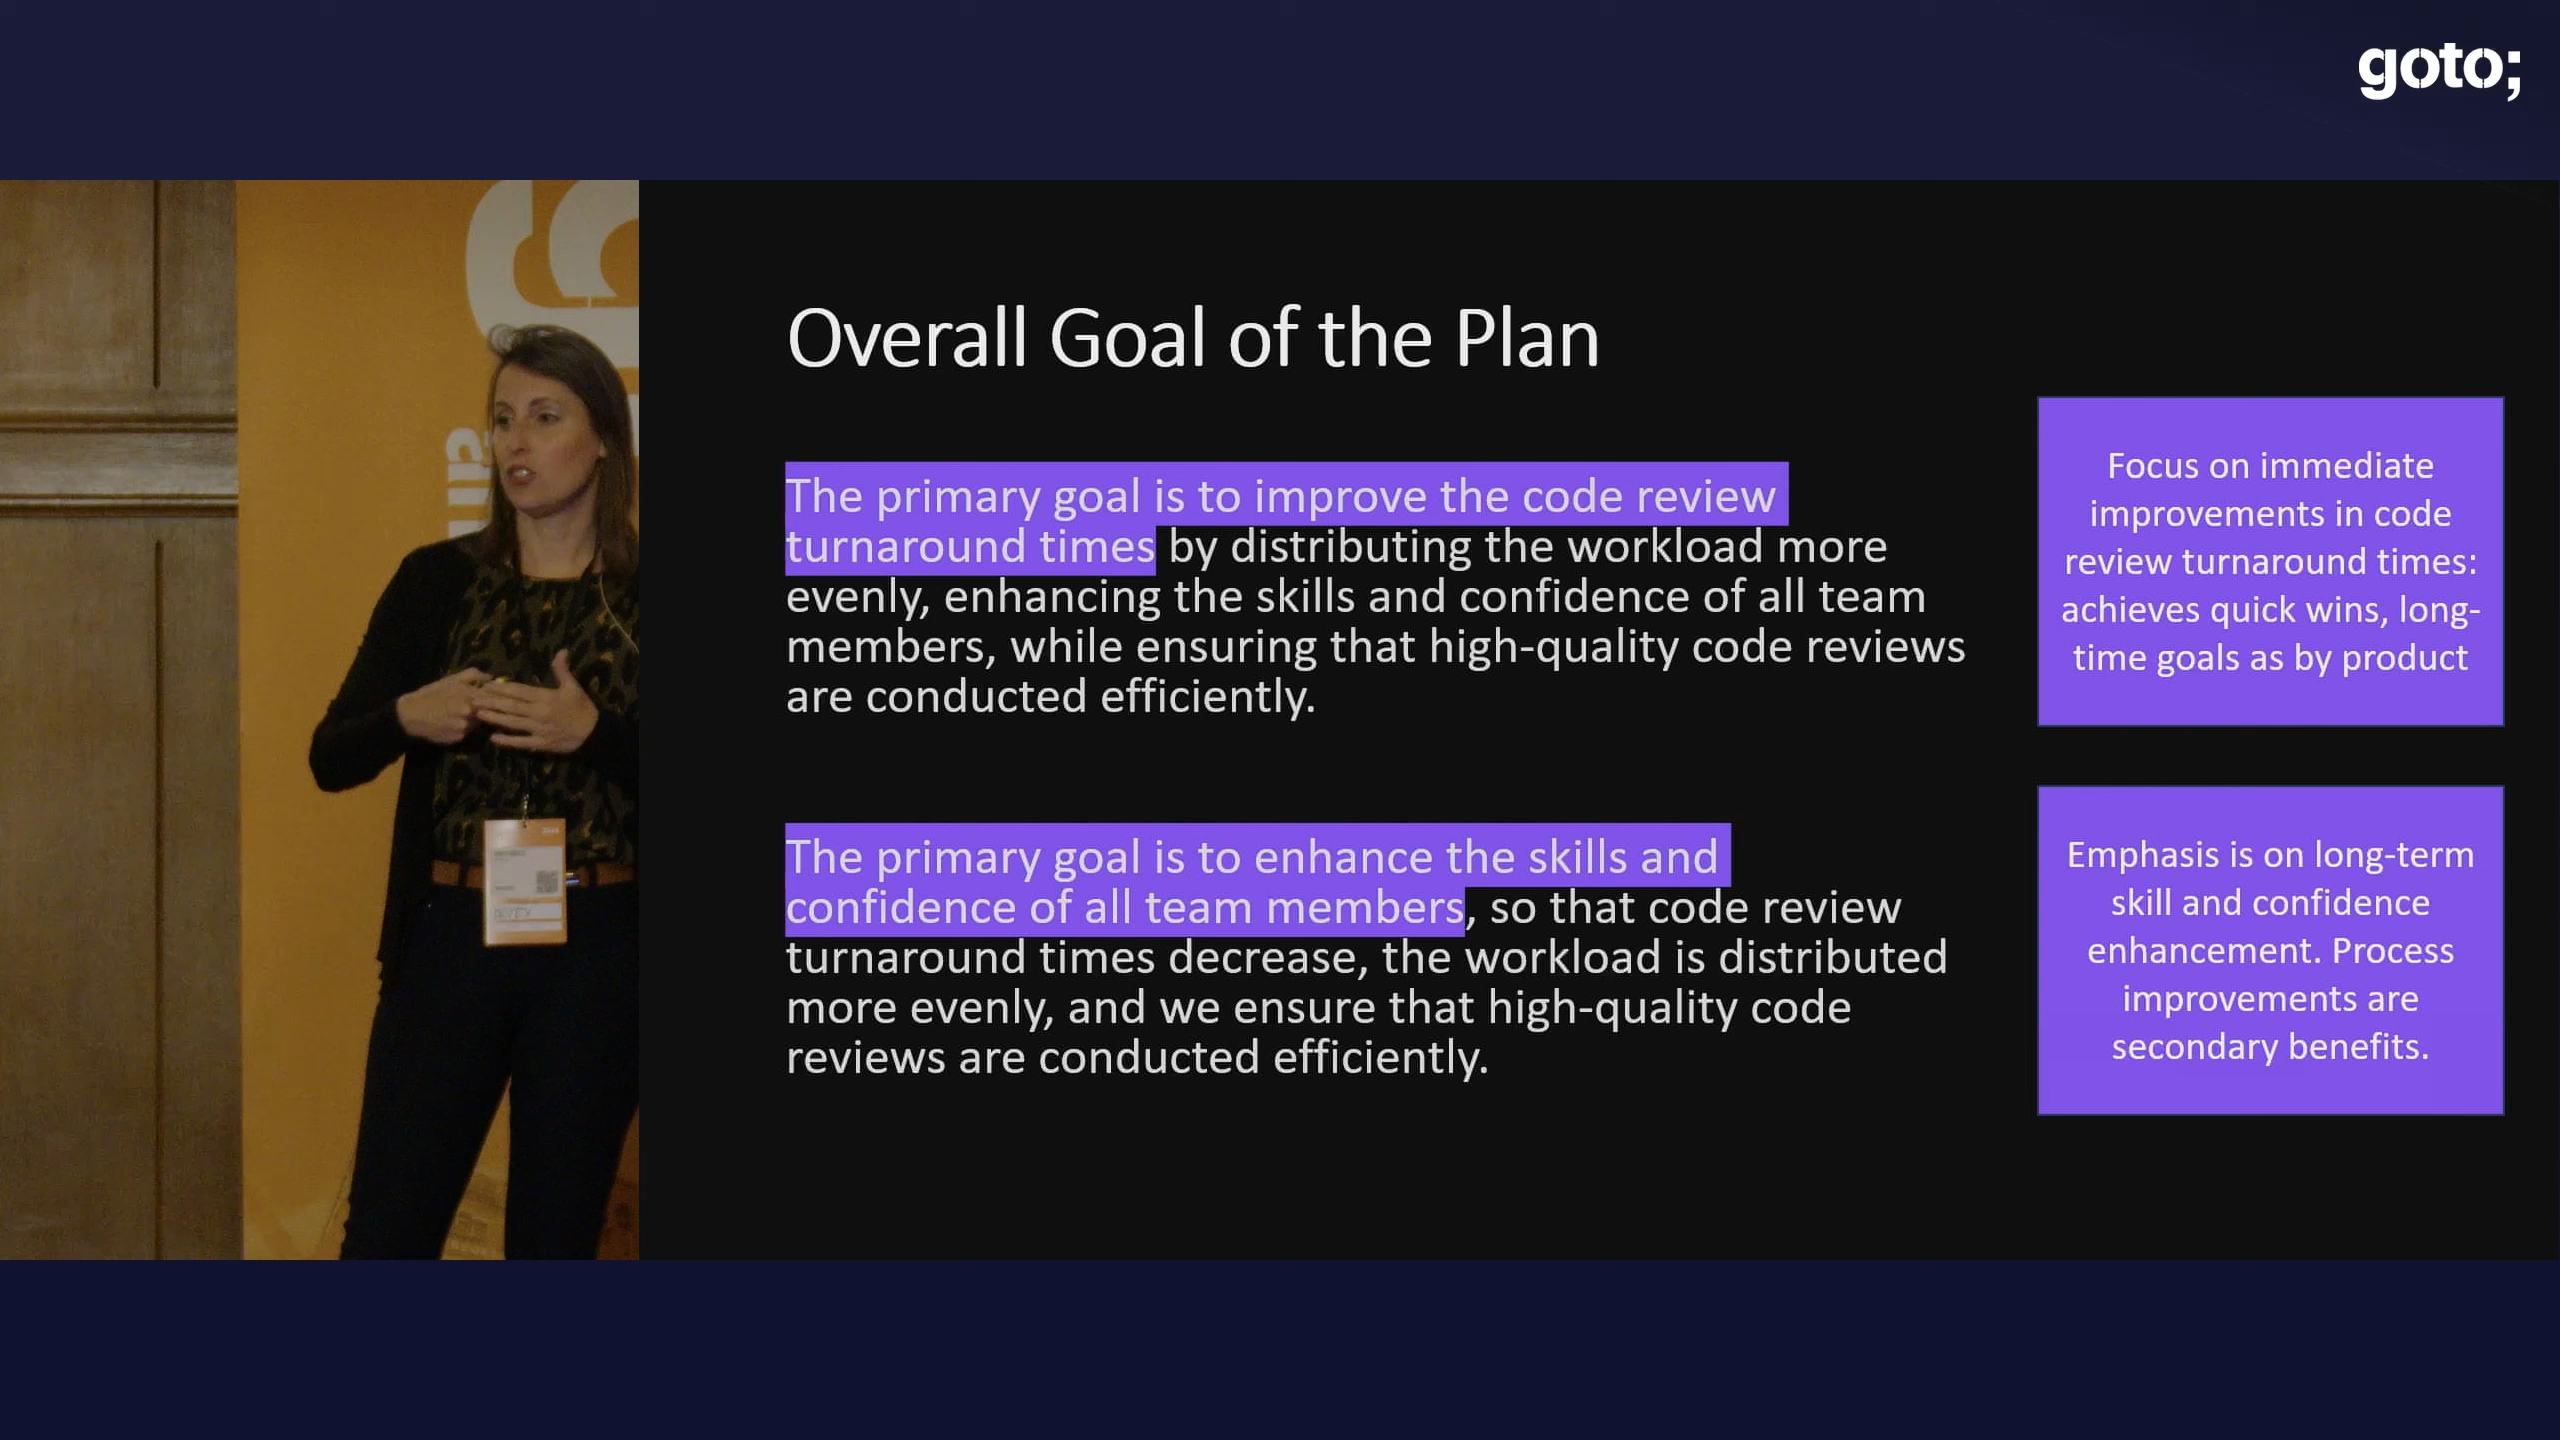 goto;
Overall Goal of the Plan
The primary goal is to improve the code review
turnaround times by distributing the workload more
evenly, enhancing the skills and confidence of all team
members, while ensuring that high-quality code reviews
are conducted efficiently.
Focus on immediate
improvements in code
review turnaround times:
achieves quick wins, long-
time goals as by product
The primary goal is to enhance the skills and
confidence of all team members, so that code review
turnaround times decrease, the workload is distributed
more evenly, and we ensure that high-quality code
reviews are conducted efficiently.
Emphasis is on long-term
skill and confidence
enhancement. Process
improvements are
secondary benefits.